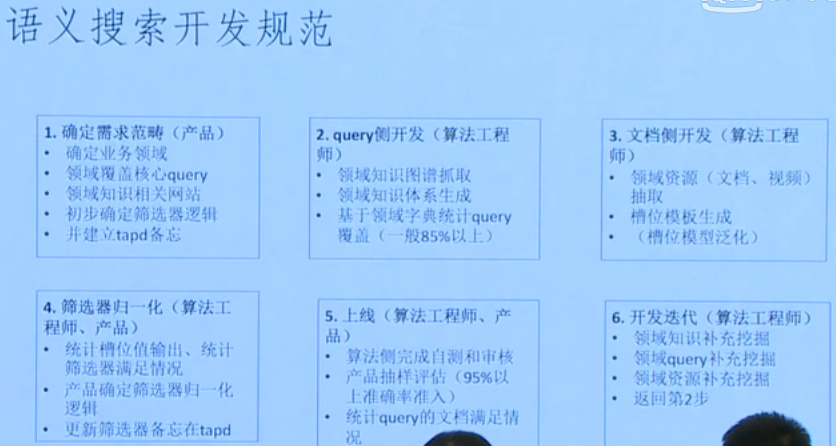 语义搜索开发规范
1. 确定需求范畴（产品）
• 确定业务领域
• 领域覆盖核心query
• 领域知识相关网站
• 初步确定筛选器逻辑
• 并建立tapd备忘
2. query侧开发（算法工程
师）
• 领域知识图谱抓取
• 领域知识体系生成
• 基于领域字典统计query
覆盖（一般85%以上）
3. 文档侧开发（算法工程
师）
• 领域资源（文档、视频）
抽取
• 槽位模板生成
• （槽位模型泛化）
4. 筛选器归一化（算法工
程师、产品）
• 统计槽位值输出、统计
筛选器满足情况
• 产品确定筛选器归一化
逻辑
• 更新筛选器备忘在tapd
5. 上线（算法工程师、产
品）
• 算法侧完成自测和审核
• 产品抽样评估（95%以
上准确率准入）
• 统计query的文档满足情
况
6. 开发迭代（算法工程师）
• 领域知识补充挖掘
• 领域query补充挖掘
• 领域资源补充挖掘
• 返回第2步